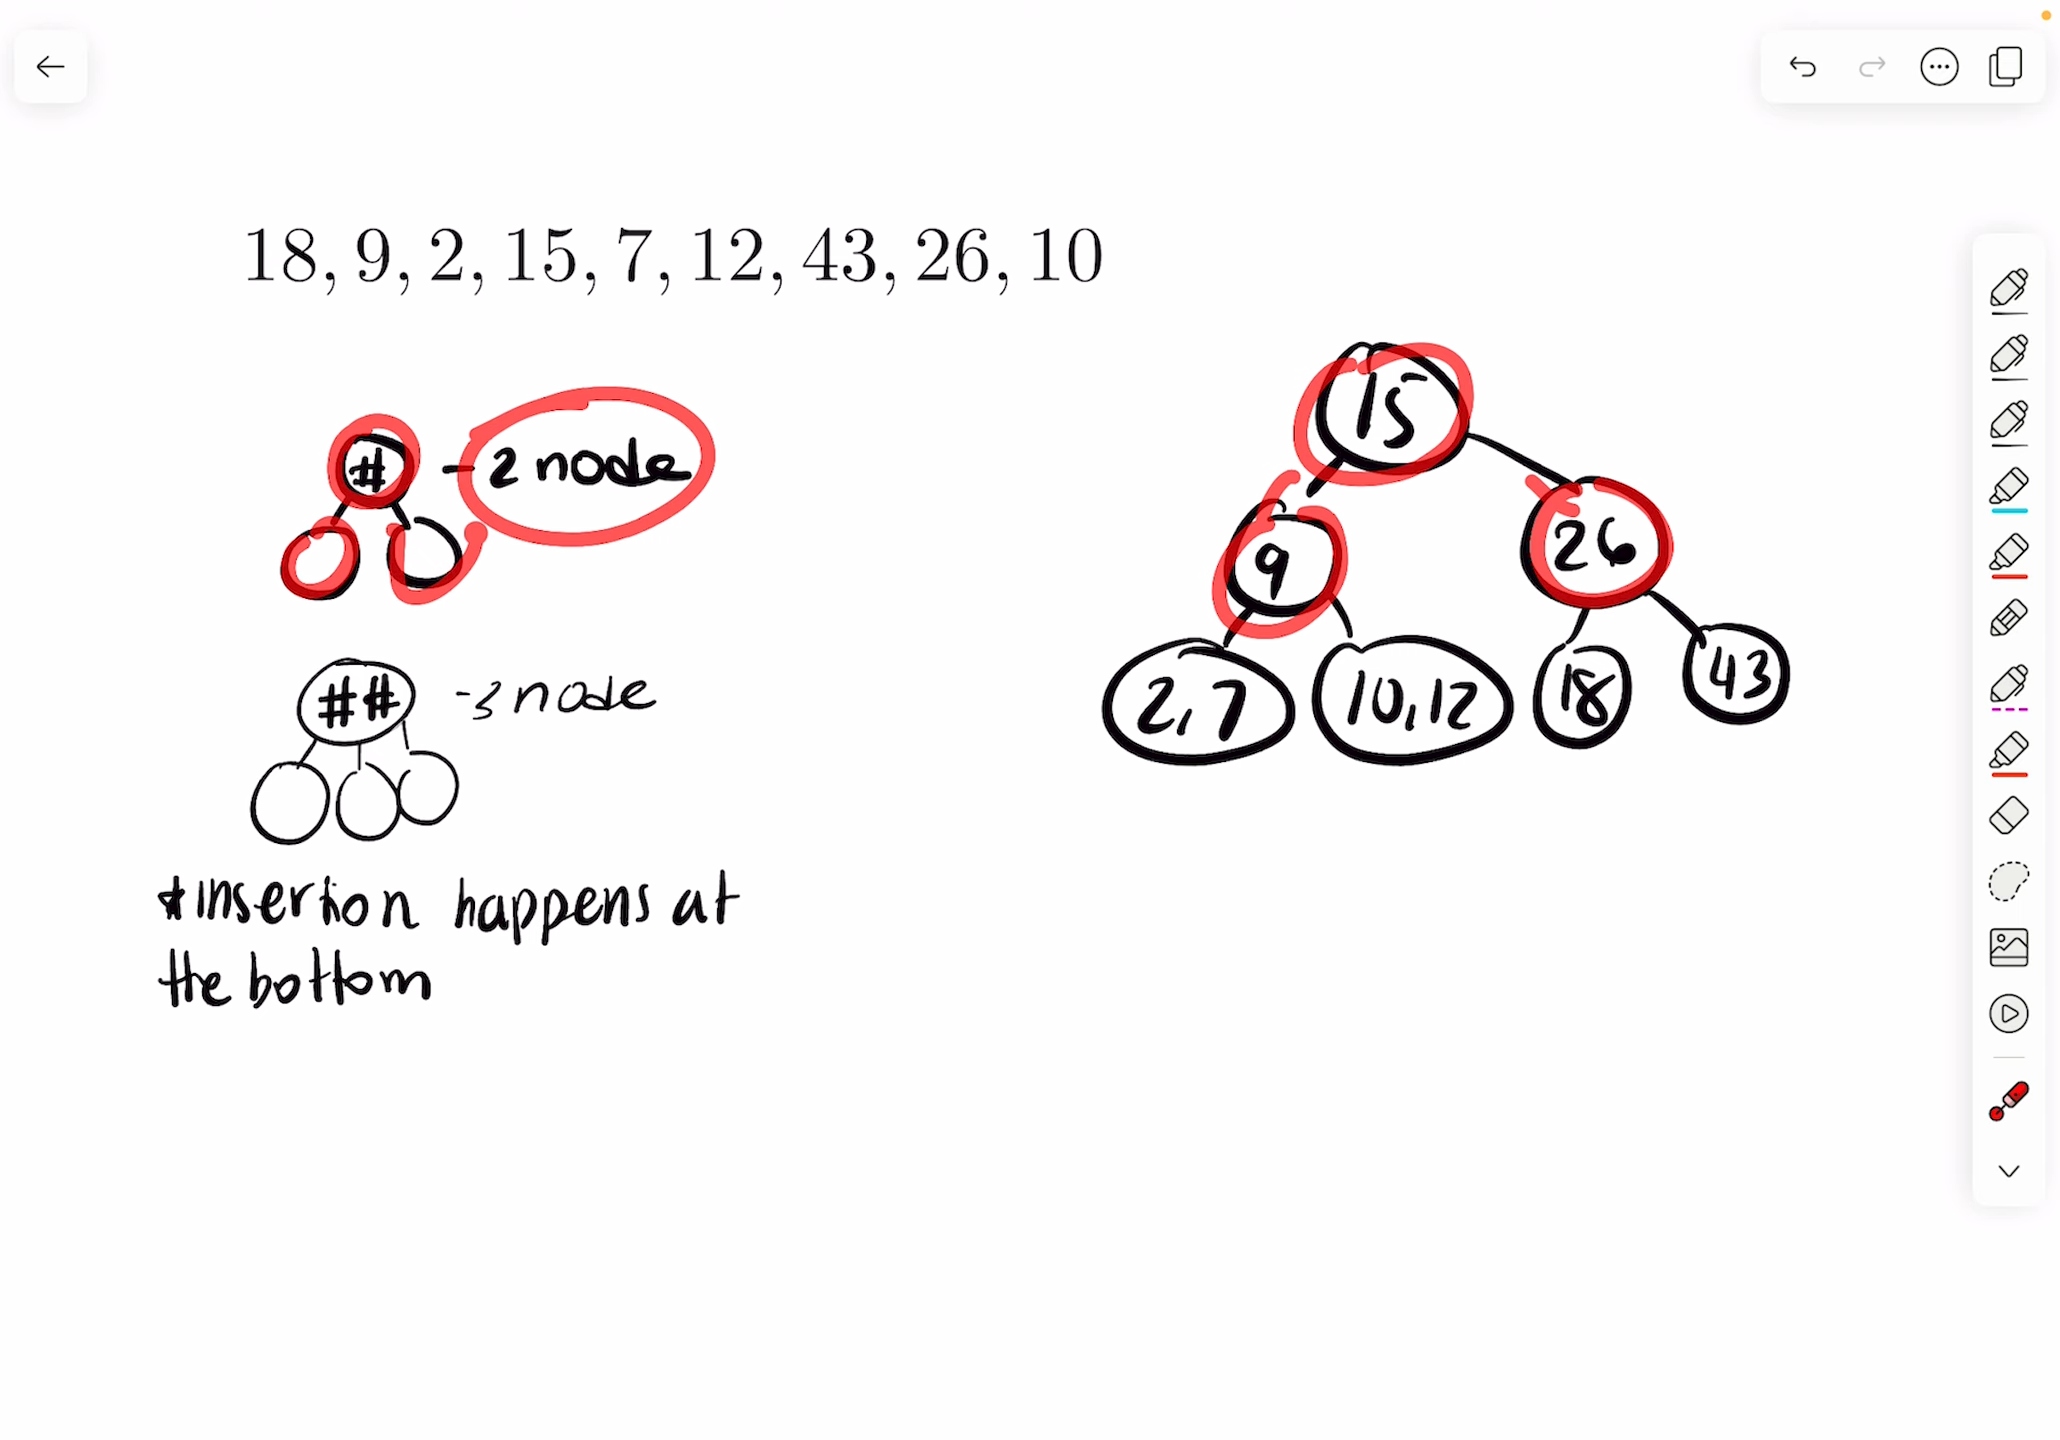 18, 9, 2, 15, 7, 12, 43, 26, 10
# - 2 node
## - 3 node
*insertion happens at
the bottom
15
9
26
2,7
10,12
18
43